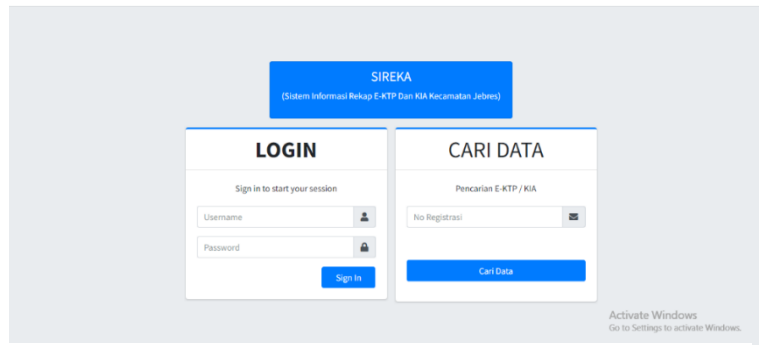 SIREKA
(Sistem Informasi Rekap E-KTP Dan KIA Kecamatan Jebres)
LOGIN
Sign in to start your session
Username
Password
Sign In
CARI DATA
Pencarian E-KTP / KIA
No Registrasi
Cari Data
Activate Windows
Go to Settings to activate Windows.